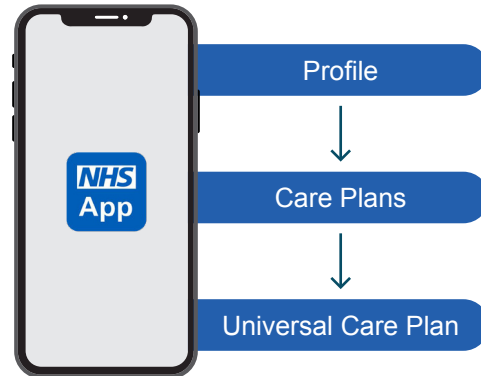 Profile
NHS
App
Care Plans
Universal Care Plan